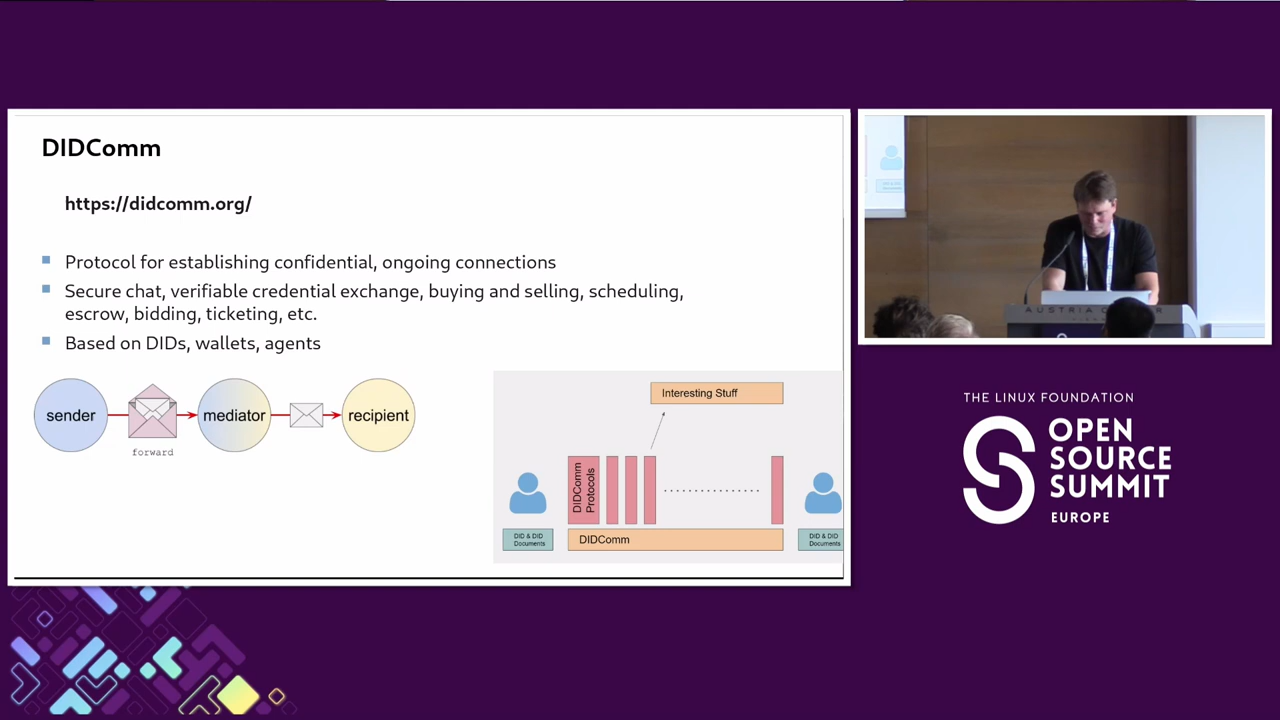 DIDComm
https://didcomm.org/
Protocol for establishing confidential, ongoing connections
Secure chat, verifiable credential exchange, buying and selling, scheduling,
escrow, bidding, ticketing, etc.
Based on DIDs, wallets, agents
sender
mediator
recipient
forward
Interesting Stuff
DIDComm
Protocols
DID & DID
Documents
DIDComm
DID & DID
Documents
AUSTRIA
THE LINUX FOUNDATION
OPEN
SOURCE
SUMMIT
EUROPE